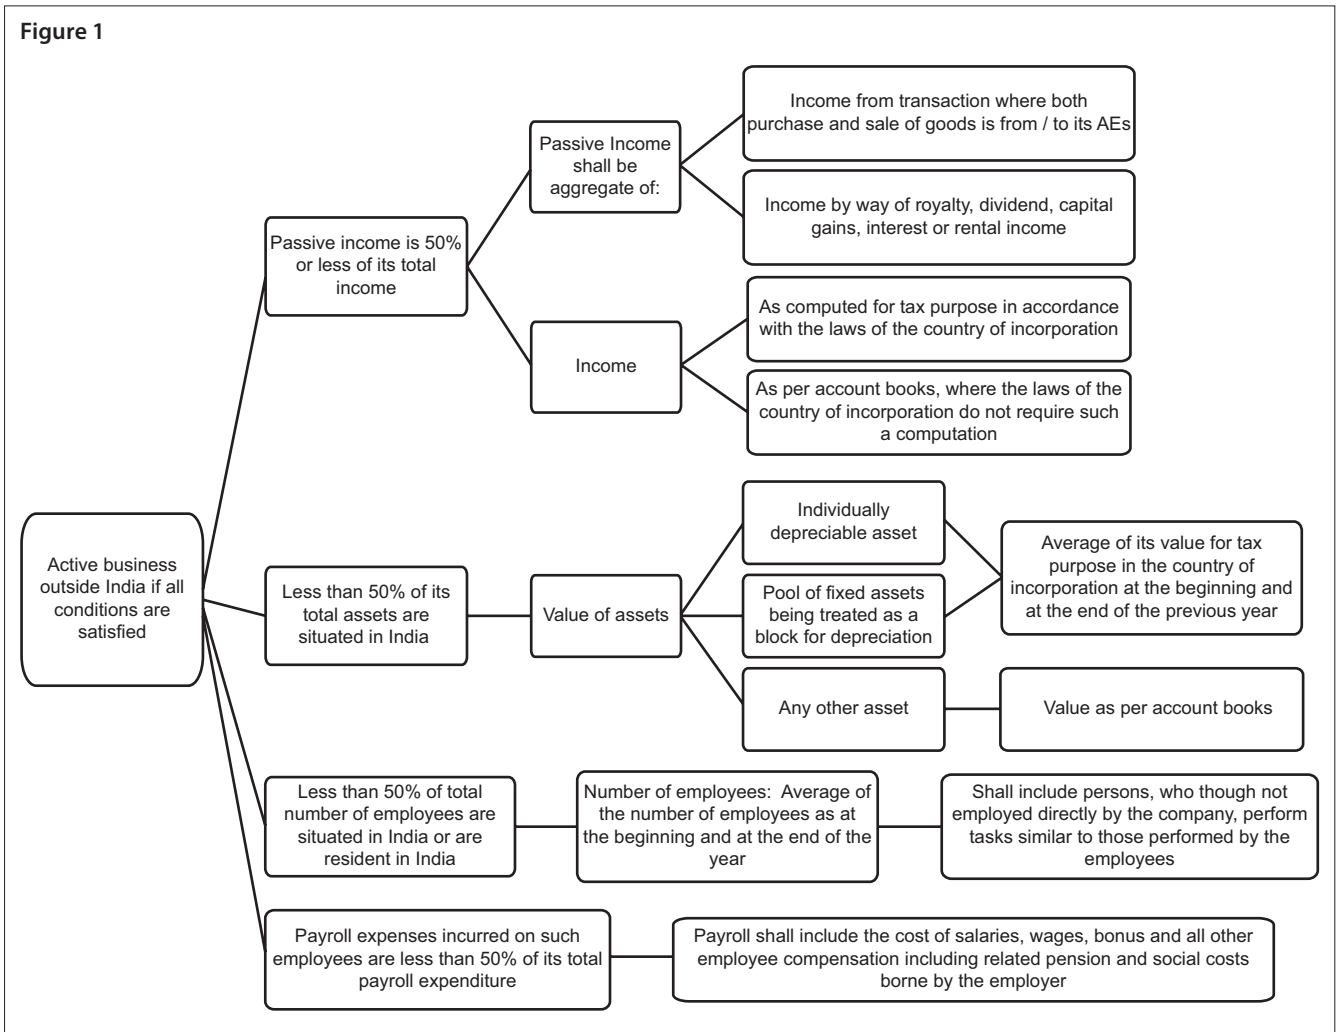 Figure 1
Income from transaction where both
purchase and sale of goods is from / to its AEs
Passive Income
shall be
aggregate of:
Income by way of royalty, dividend, capital
gains, interest or rental income
Passive income is 50%
or less of its total
income
As computed for tax purpose in accordance
with the laws of the country of incorporation
Income
As per account books, where the laws of the
country of incorporation do not require such
a computation
Active business
outside India if all
conditions are
satisfied
Less than 50% of its
total assets are
situated in India
Value of assets
Individually
depreciable asset
Pool of fixed assets
being treated as a
block for depreciation
Average of its value for tax
purpose in the country of
incorporation at the beginning and
at the end of the previous year
Any other asset
Value as per account books
Less than 50% of total
number of employees are
situated in India or are
resident in India
Number of employees: Average of
the number of employees as at
the beginning and at the end of the
year
Shall include persons, who though not
employed directly by the company, perform
tasks similar to those performed by the
employees
Payroll expenses incurred on such
employees are less than 50% of its total
payroll expenditure
Payroll shall include the cost of salaries, wages, bonus and all other
employee compensation including related pension and social costs
borne by the employer